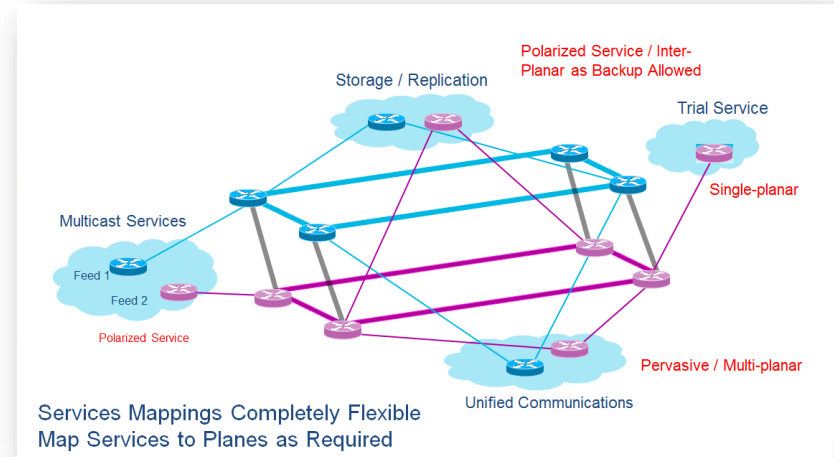 Polarized Service / Inter-
Planar as Backup Allowed
Storage / Replication
Trial Service
Single-planar
Multicast Services
Feed 1
Feed 2
Polarized Service
Pervasive / Multi-planar
Unified Communications
Services Mappings Completely Flexible
Map Services to Planes as Required